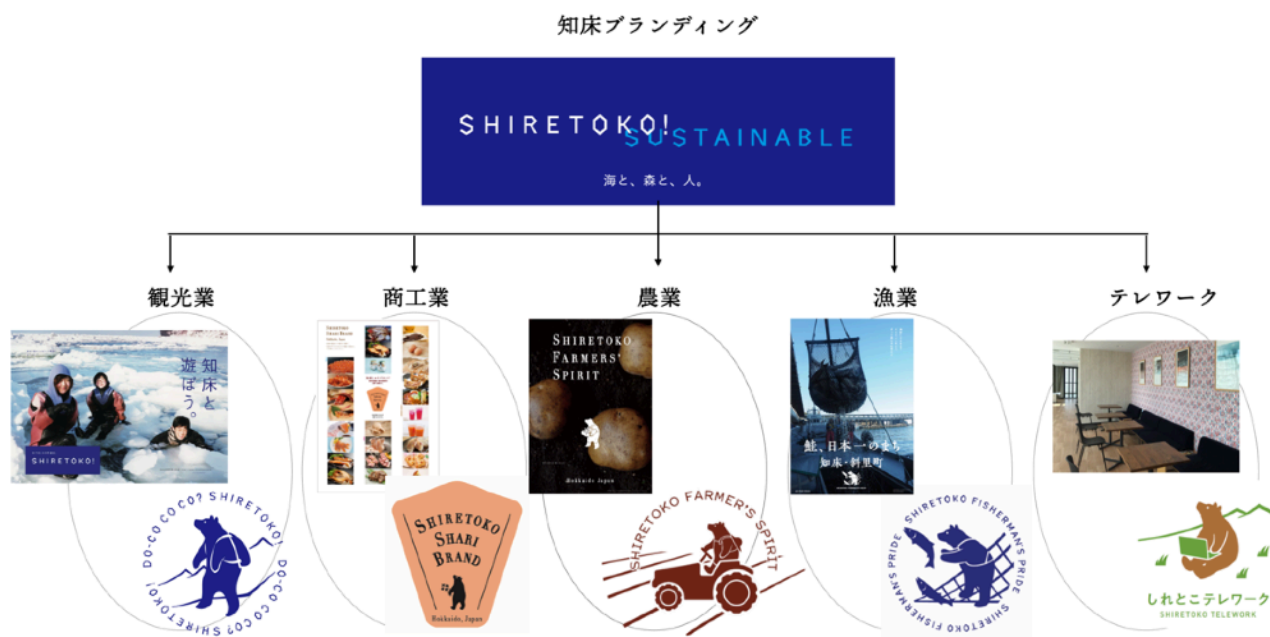 知床ブランディング
SHIRETOKO!
SUSTAINABLE
海と、森と、人。
観光業
商工業
農業
漁業
テレワーク
知床と
遊ぼう。
SHIRETOKO!
DO-CO CO CO? SHIRETOKO! DO-CO CO CO? SHIRETOKO!
SHIRETOKO
SHARI BRAND
SHIRETOKO
SHARI
BRAND
Hokkaido, Japan
SHIRETOKO
FARMERS'
SPIRIT
Hokkaido Japan
SHIRETOKO FARMER'S SPIRIT
鮭、日本一のまち
知床・斜里町
SHIRETOKO FISHERMAN'S PRIDE SHIRETOKO FISHERMAN'S PRIDE
しれとこテレワーク
SHIRETOKO TELEWORK